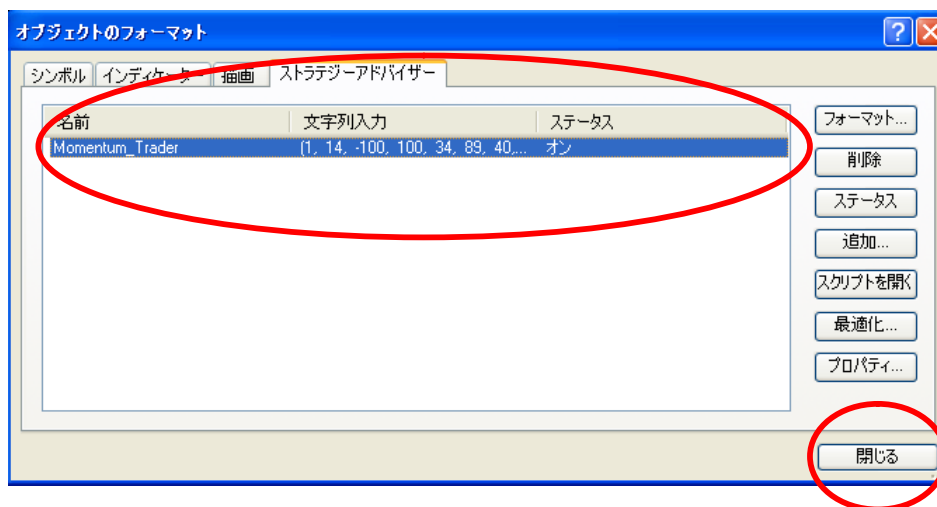 オブジェクトのフォーマット
シンボル インディケーター 描画 ストラテジーアドバイザー
名前 文字列入力 ステータス
Momentum_Trader (1, 14, -100, 100, 34, 89, 40,... オン
フォーマット...
削除
ステータス
追加...
スクリプトを開く
最適化...
プロパティ...
閉じる